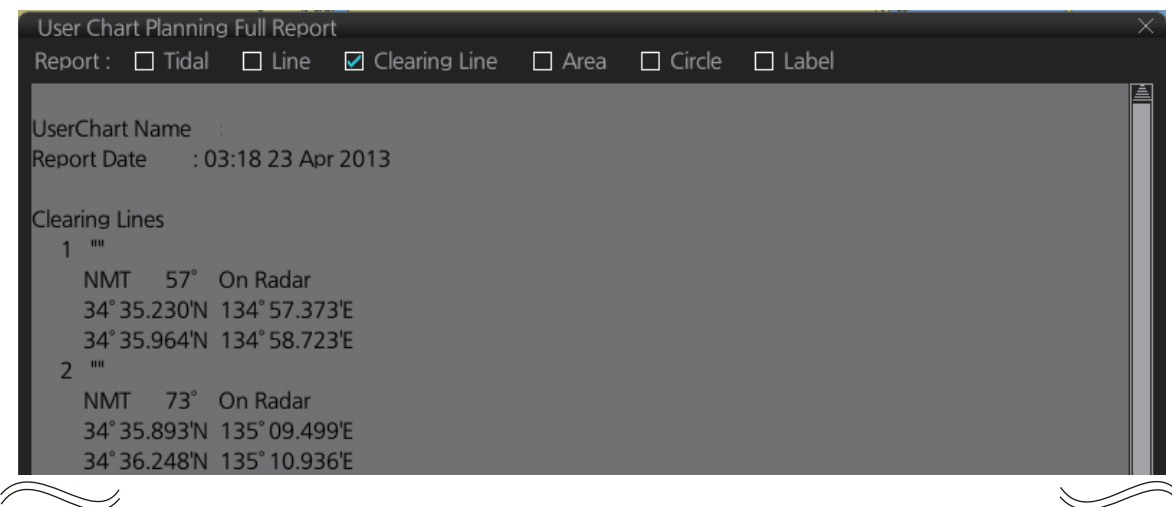 User Chart Planning Full Report
Report : Tidal Line Clearing Line Area Circle Label
UserChart Name :
Report Date : 03:18 23 Apr 2013
Clearing Lines
1 ""
NMT 57° On Radar
34°35.230'N 134°57.373'E
34°35.964'N 134°58.723'E
2 ""
NMT 73° On Radar
34°35.893'N 135°09.499'E
34°36.248'N 135°10.936'E